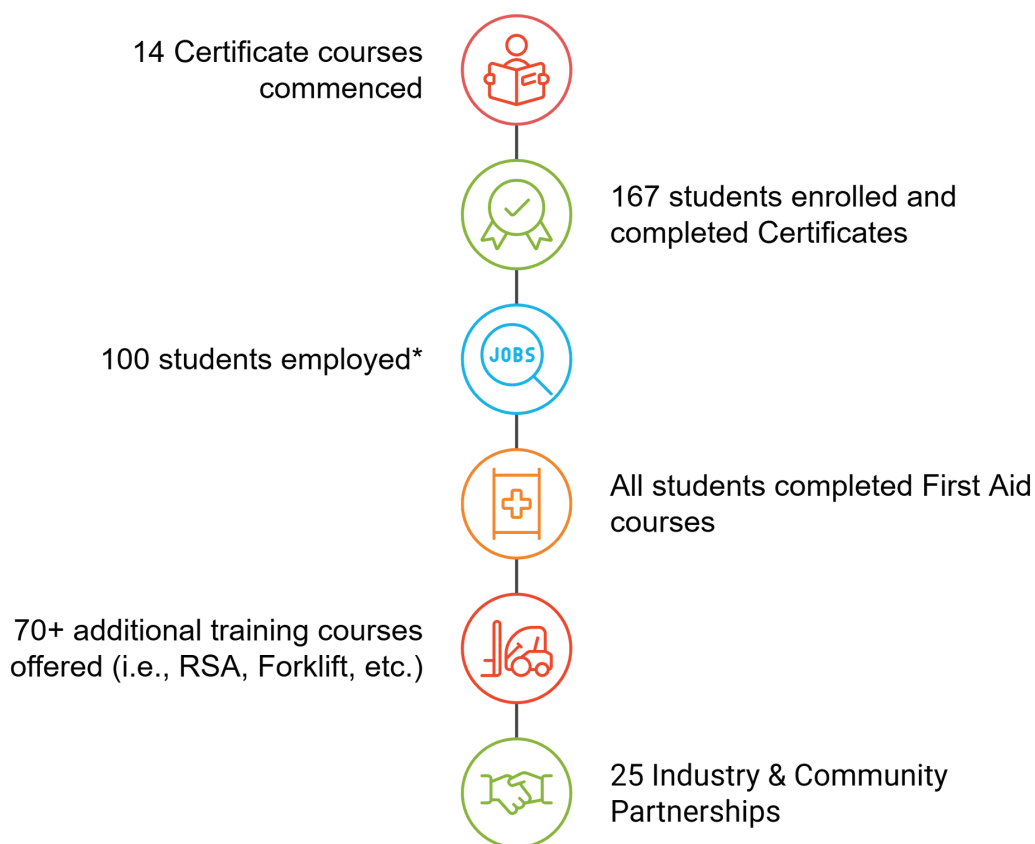 14 Certificate courses
commenced
167 students enrolled and
completed Certificates
100 students employed*
JOBS
All students completed First Aid
courses
70+ additional training courses
offered (i.e., RSA, Forklift, etc.)
25 Industry & Community
Partnerships